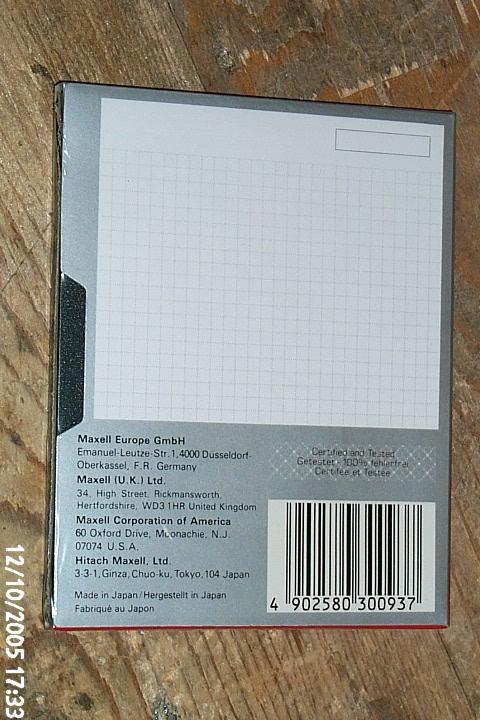 Maxell Europe GmbH
Emanuel-Leutze-Str. 1, 4000 Düsseldorf-
Oberkassel, F.R. Germany
Maxell (U.K.) Ltd.
34, High Street, Rickmansworth,
Hertfordshire, WD3 1HR United Kingdom
Maxell Corporation of America
60 Oxford Drive, Moonachie, N.J.
07074 U.S.A.
Hitach Maxell, Ltd.
3-3-1, Ginza, Chuo-ku, Tokyo, 104 Japan
Made in Japan/Hergestellt in Japan
Fabriqué au Japon
Certified and Tested
Getestet - 100% fehlerfrei
Certifée et Testée
4 902580 300937
12/10/2005 17:33